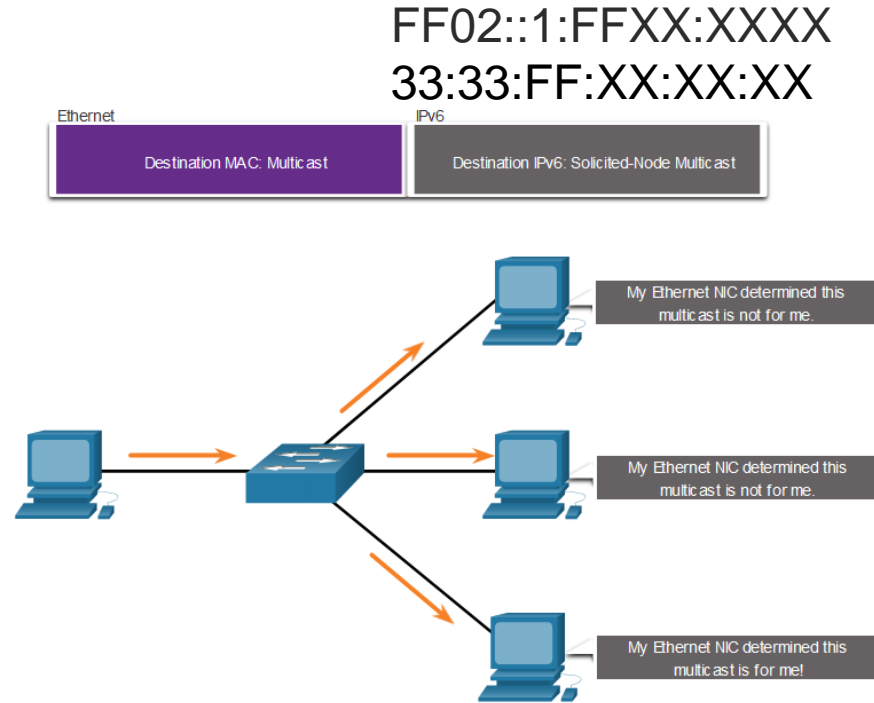 FF02::1:FFXX:XXXX
33:33:FF:XX:XX:XX
Ethernet
IPv6
Destination MAC: Multicast
Destination IPv6: Solicited-Node Multicast
My Ethernet NIC determined this
multicast is not for me.
My Ethernet NIC determined this
multicast is not for me.
My Ethernet NIC determined this
multicast is for me!